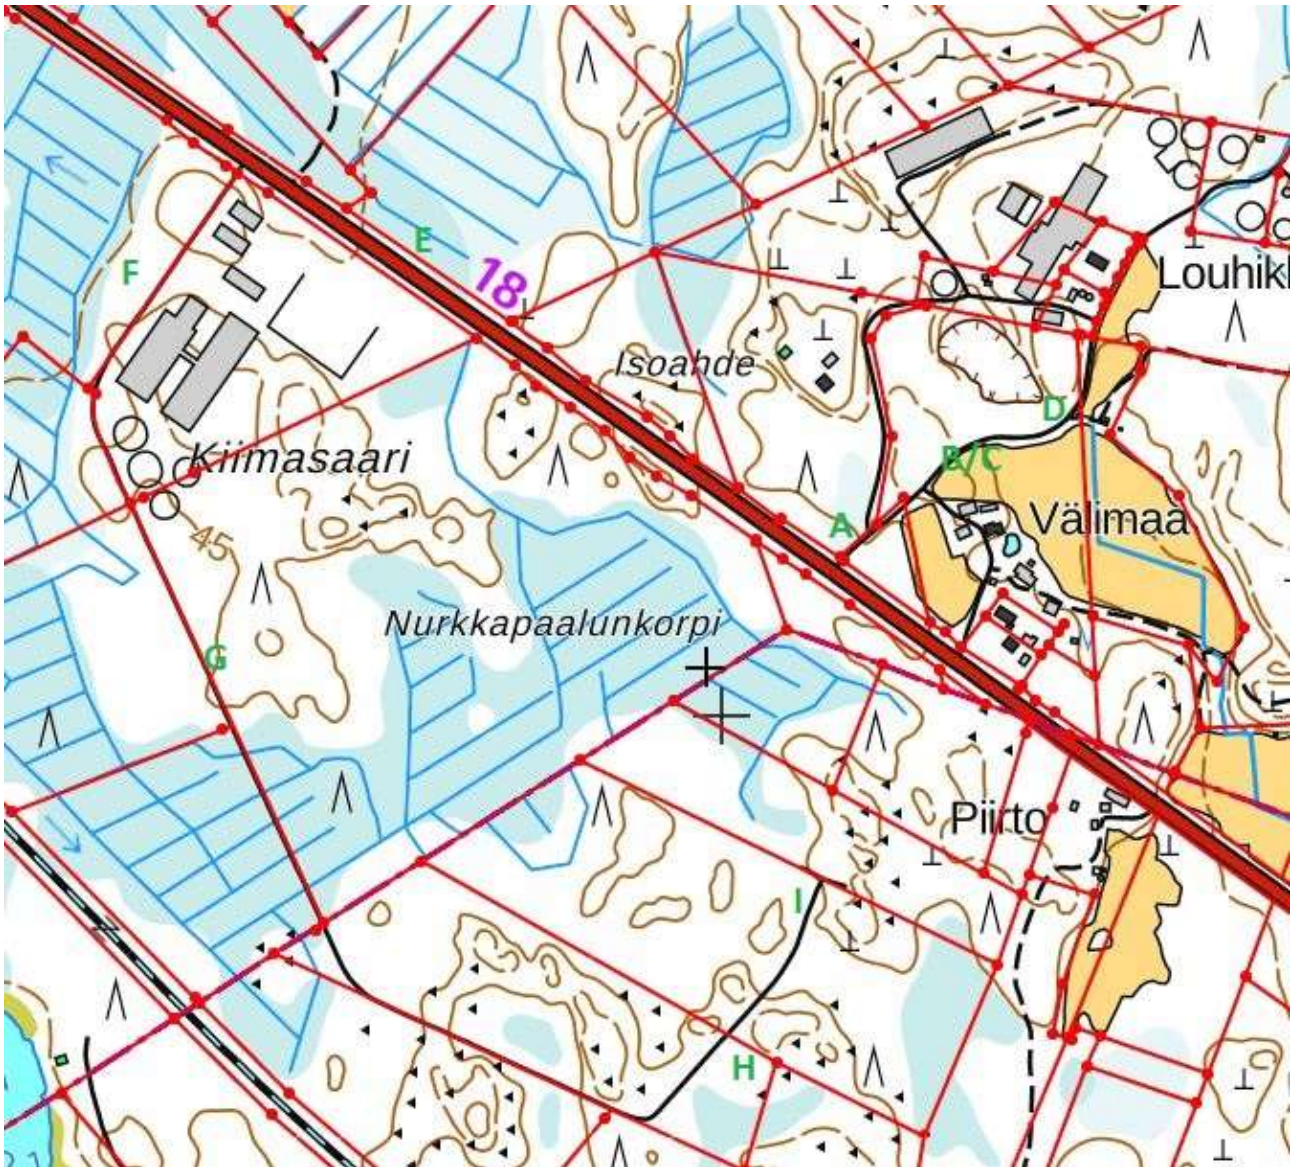 E
F
18
Louhikk
Isoahde
D
B/C
Kiimasaari
A
Välimaa
45
Nurkkapaalunkorpi
G
Piirto
I
H